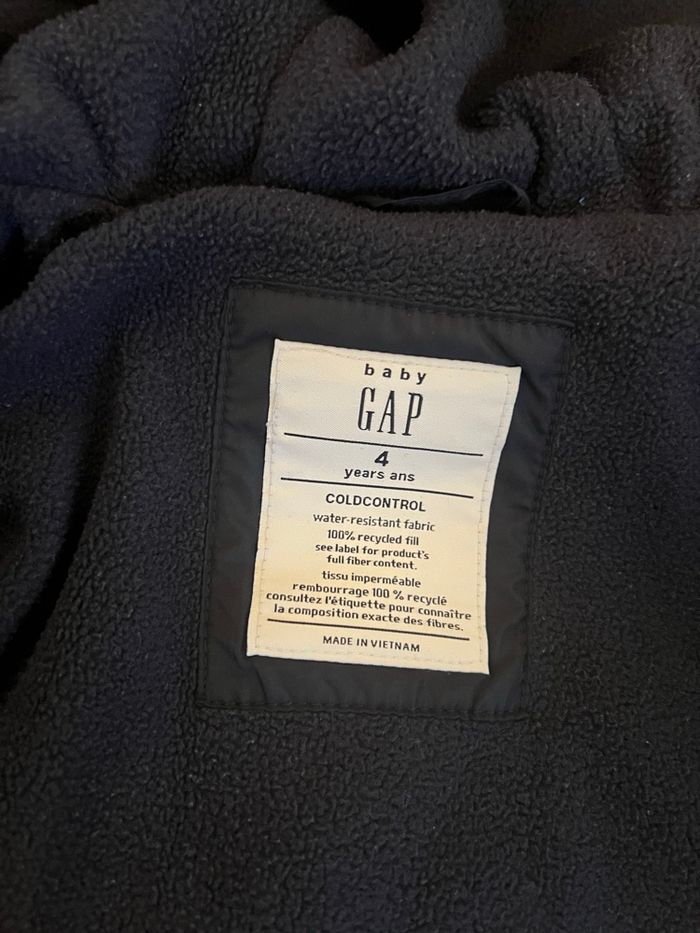 baby
GAP
4
years ans
COLDCONTROL
water-resistant fabric
100% recycled fill
see label for product's
full fiber content.
tissu imperméable
rembourrage 100 % recyclé
consultez l'étiquette pour connaître
la composition exacte des fibres.
MADE IN VIETNAM